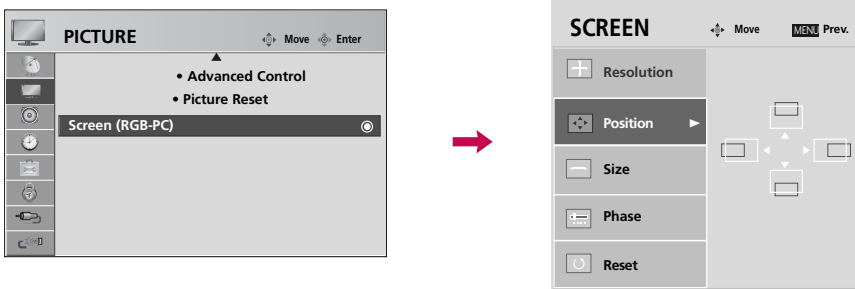 PICTURE
Move Enter
• Advanced Control
• Picture Reset
Screen (RGB-PC)
SCREEN
Move MENU Prev.
Resolution
Position
Size
Phase
Reset